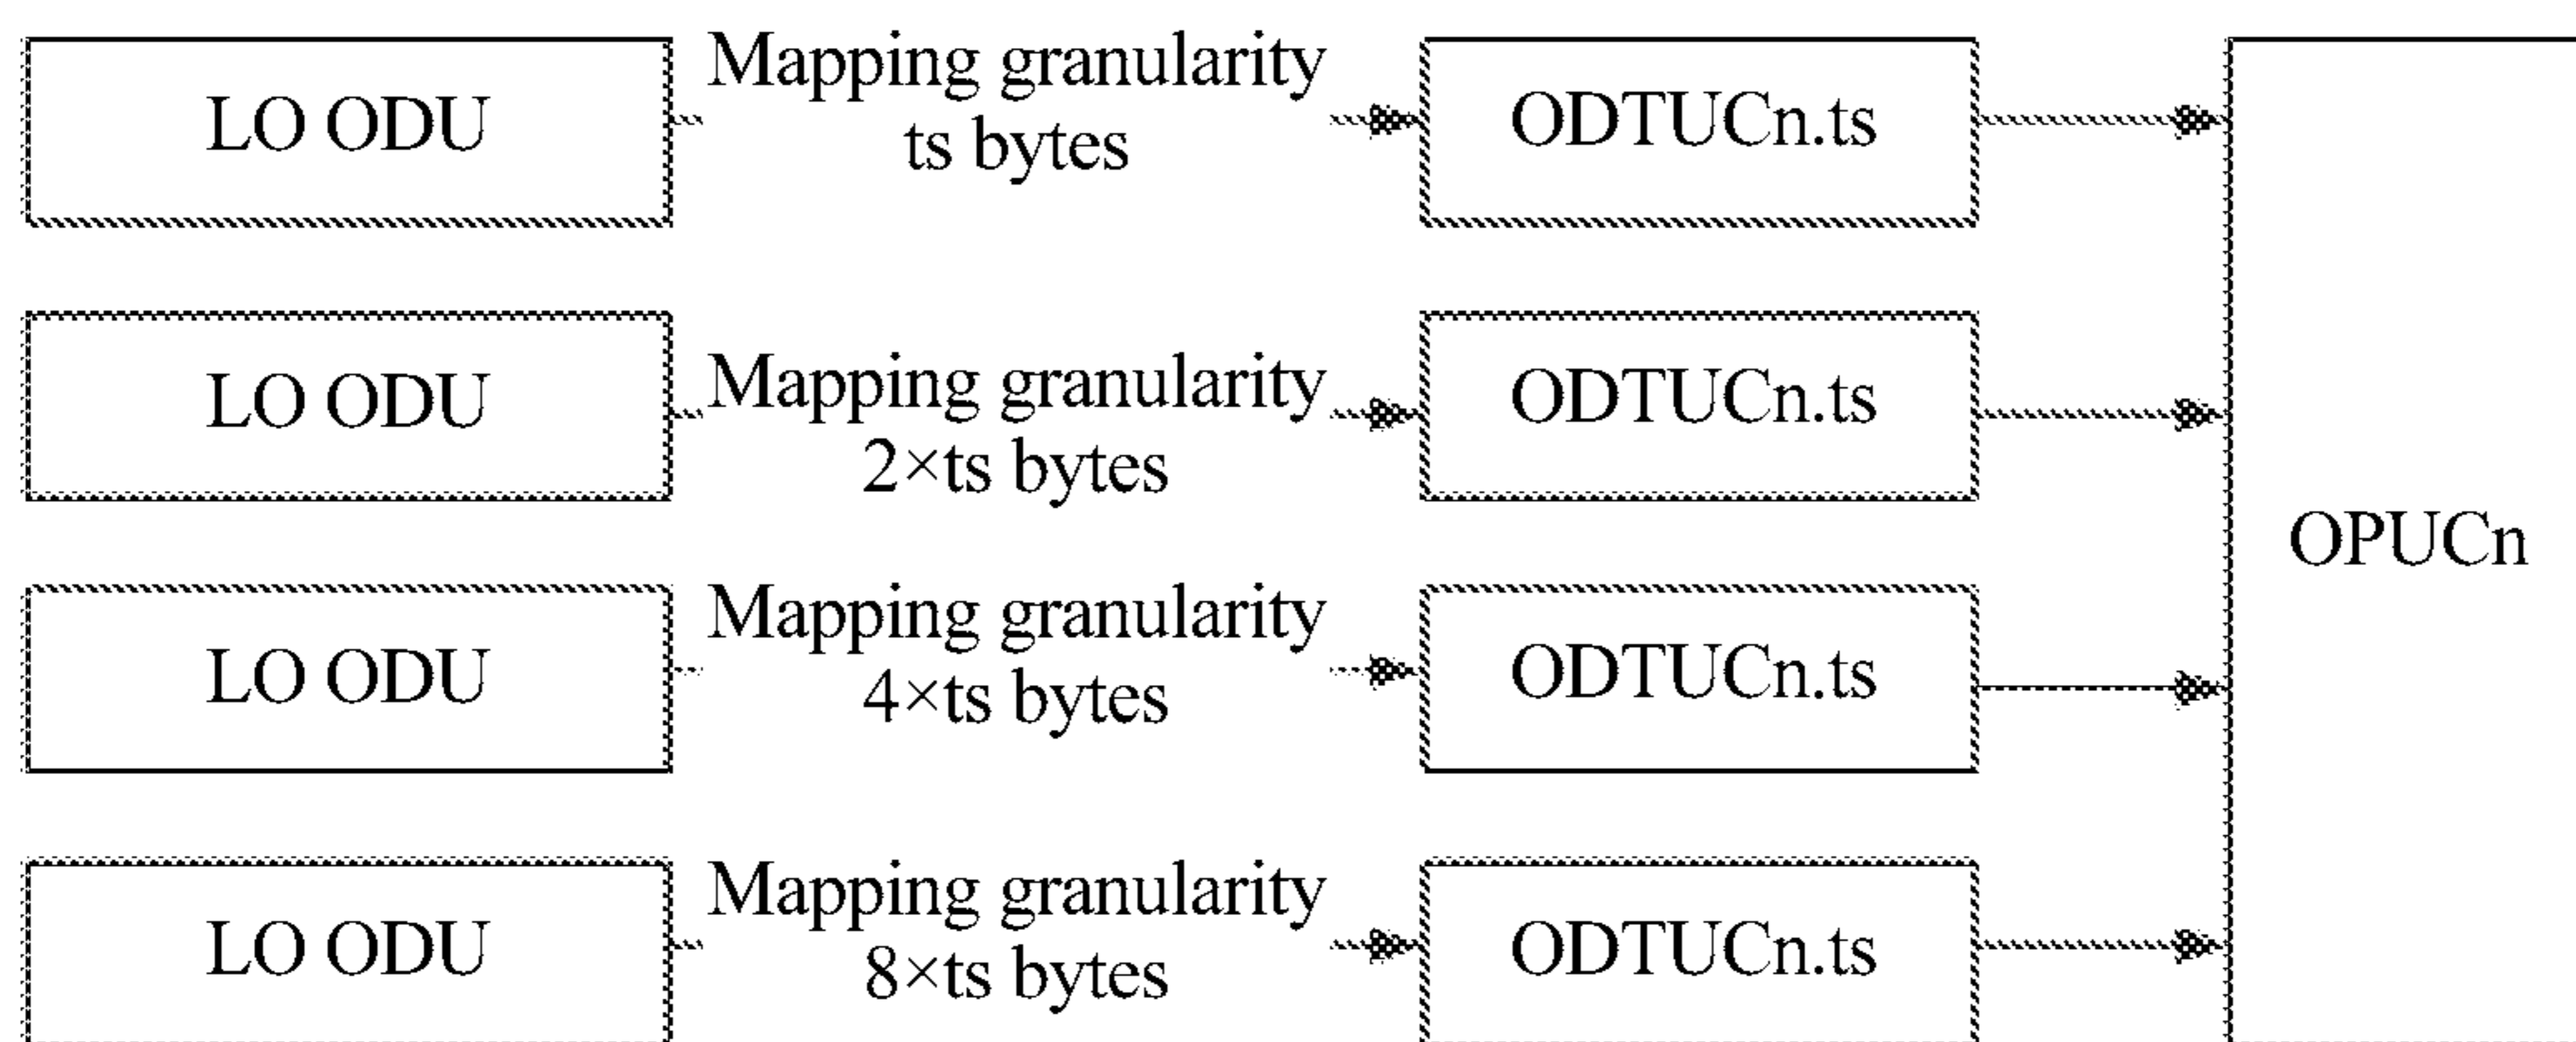 LO ODU
Mapping granularity
ts bytes
ODTUCn.ts
LO ODU
Mapping granularity
2×ts bytes
ODTUCn.ts
OPUCn
LO ODU
Mapping granularity
4×ts bytes
ODTUCn.ts
LO ODU
Mapping granularity
8×ts bytes
ODTUCn.ts